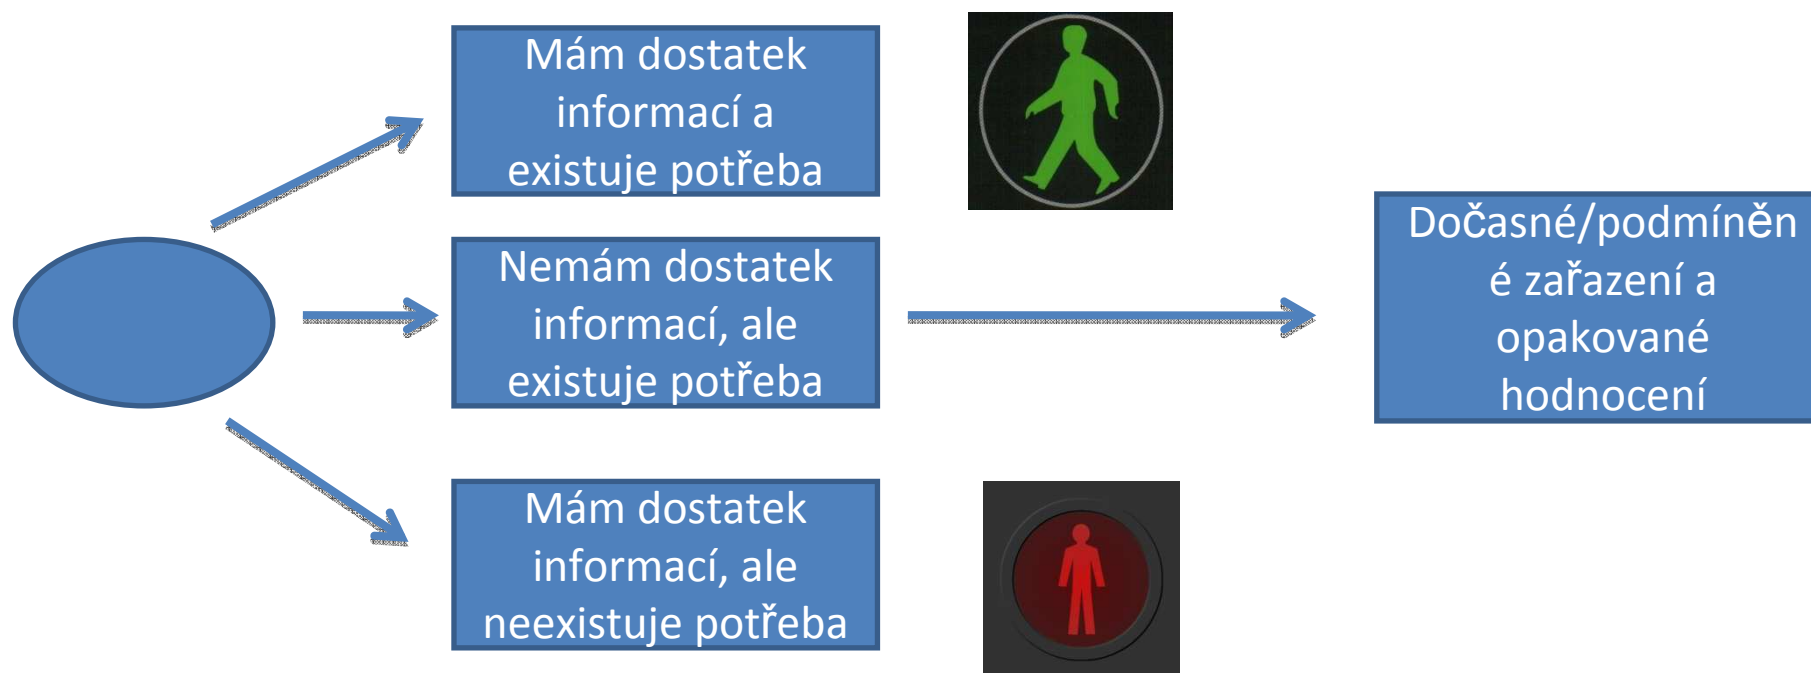 Mám dostatek
informací a
existuje potřeba
Nemám dostatek
informací, ale
existuje potřeba
Mám dostatek
informací, ale
neexistuje potřeba
Dočasné/podmíněn
é zařazení a
opakované
hodnocení